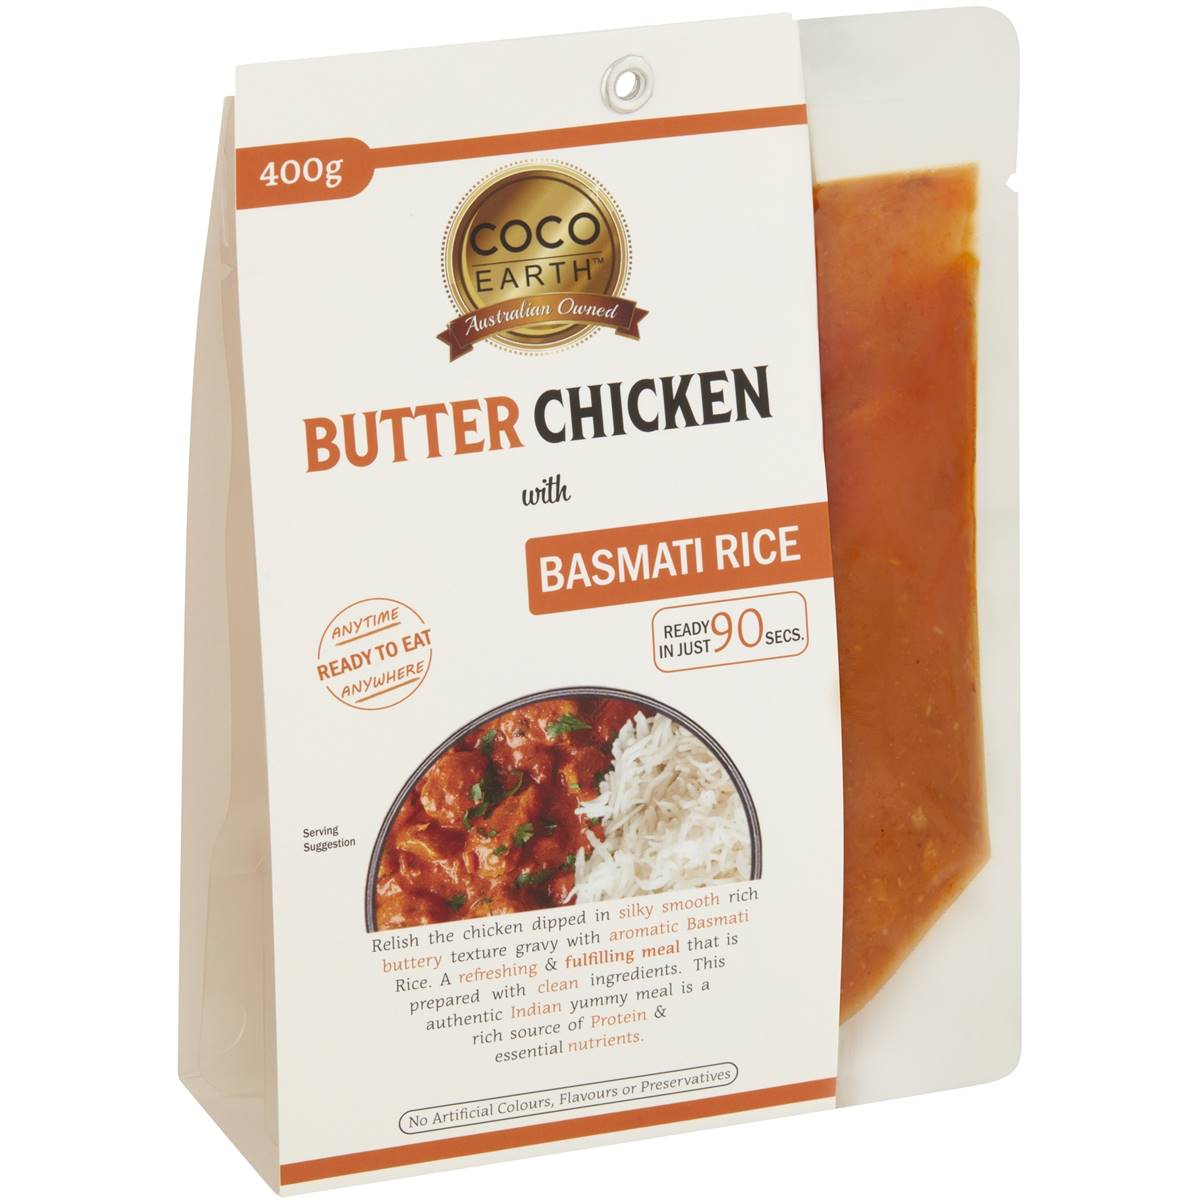 400g
COCO
EARTH™
Australian Owned
BUTTER CHICKEN
with
BASMATI RICE
READY
IN JUST 90 SECS.
ANYTIME
READY TO EAT
ANYWHERE
Serving
Suggestion
Relish the chicken dipped in silky smooth rich
buttery texture gravy with aromatic Basmati
Rice. A refreshing & fulfilling meal that is
prepared with clean ingredients. This
authentic Indian yummy meal is a
rich source of Protein &
essential nutrients.
No Artificial Colours, Flavours or Preservatives